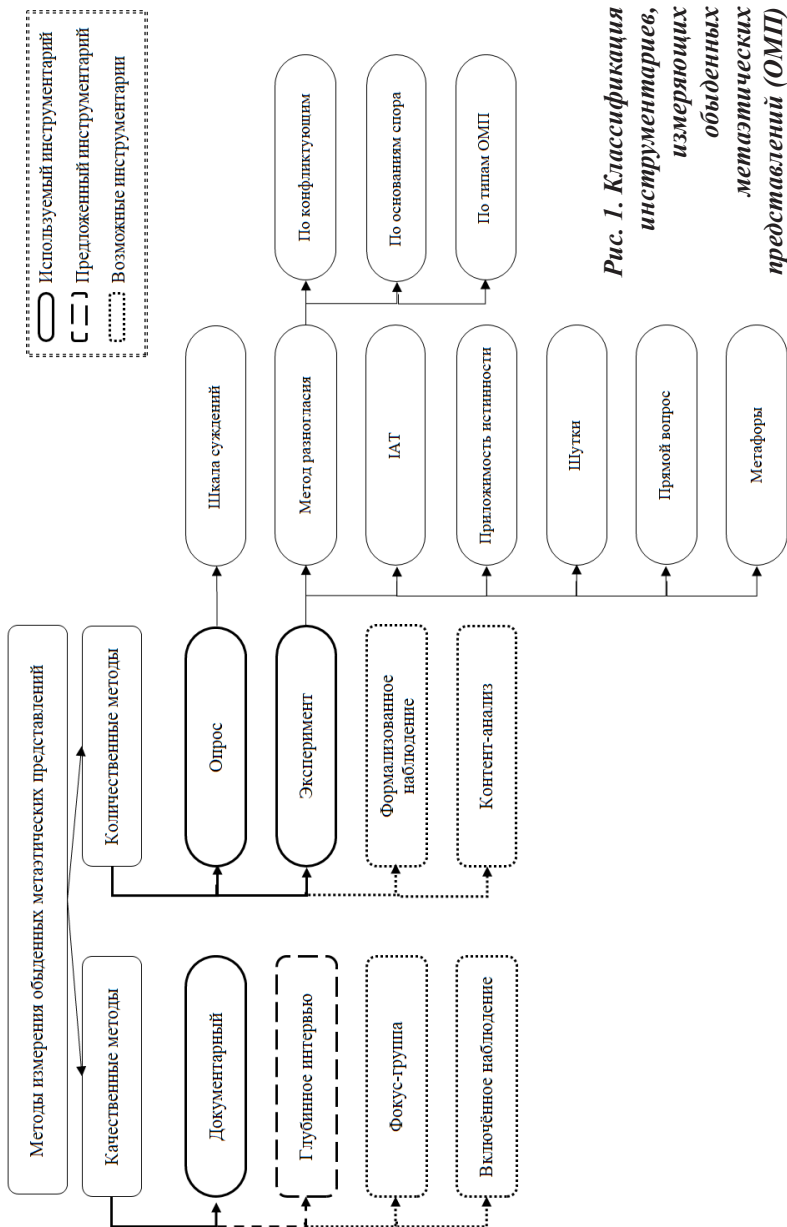 Методы измерения обыденных метаэтических представлений
Качественные методы
Количественные методы
Документарный
Глубинное интервью
Фокус-группа
Включённое наблюдение
Опрос
Эксперимент
Формализованное
наблюдение
Контент-анализ
Шкала суждений
Метод разногласия
IAT
Приложимость истинности
Шутки
Прямой вопрос
Метафоры
По конфликтующим
По основаниям спора
По типам ОМП
Используемый инструментарий
Предложенный инструментарий
Возможные инструментарии
Рис. 1. Классификация
инструментариев,
измеряющих
обыденных
метаэтических
представлений (ОМП)